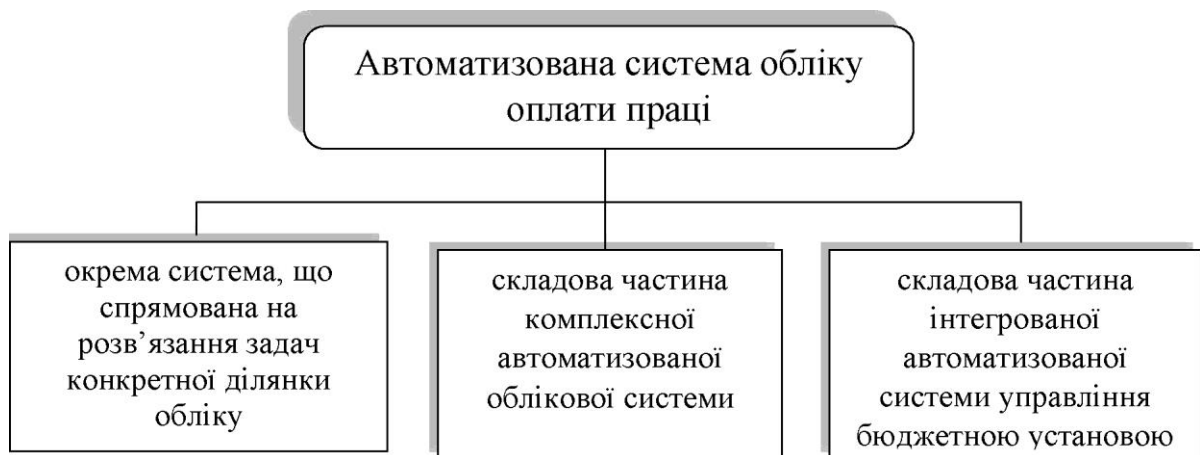 Автоматизована система обліку
оплати праці
окрема система, що
спрямована на
розв’язання задач
конкретної ділянки
обліку
складова частина
комплексної
автоматизованої
облікової системи
складова частина
інтегрованої
автоматизованої
системи управління
бюджетною установою